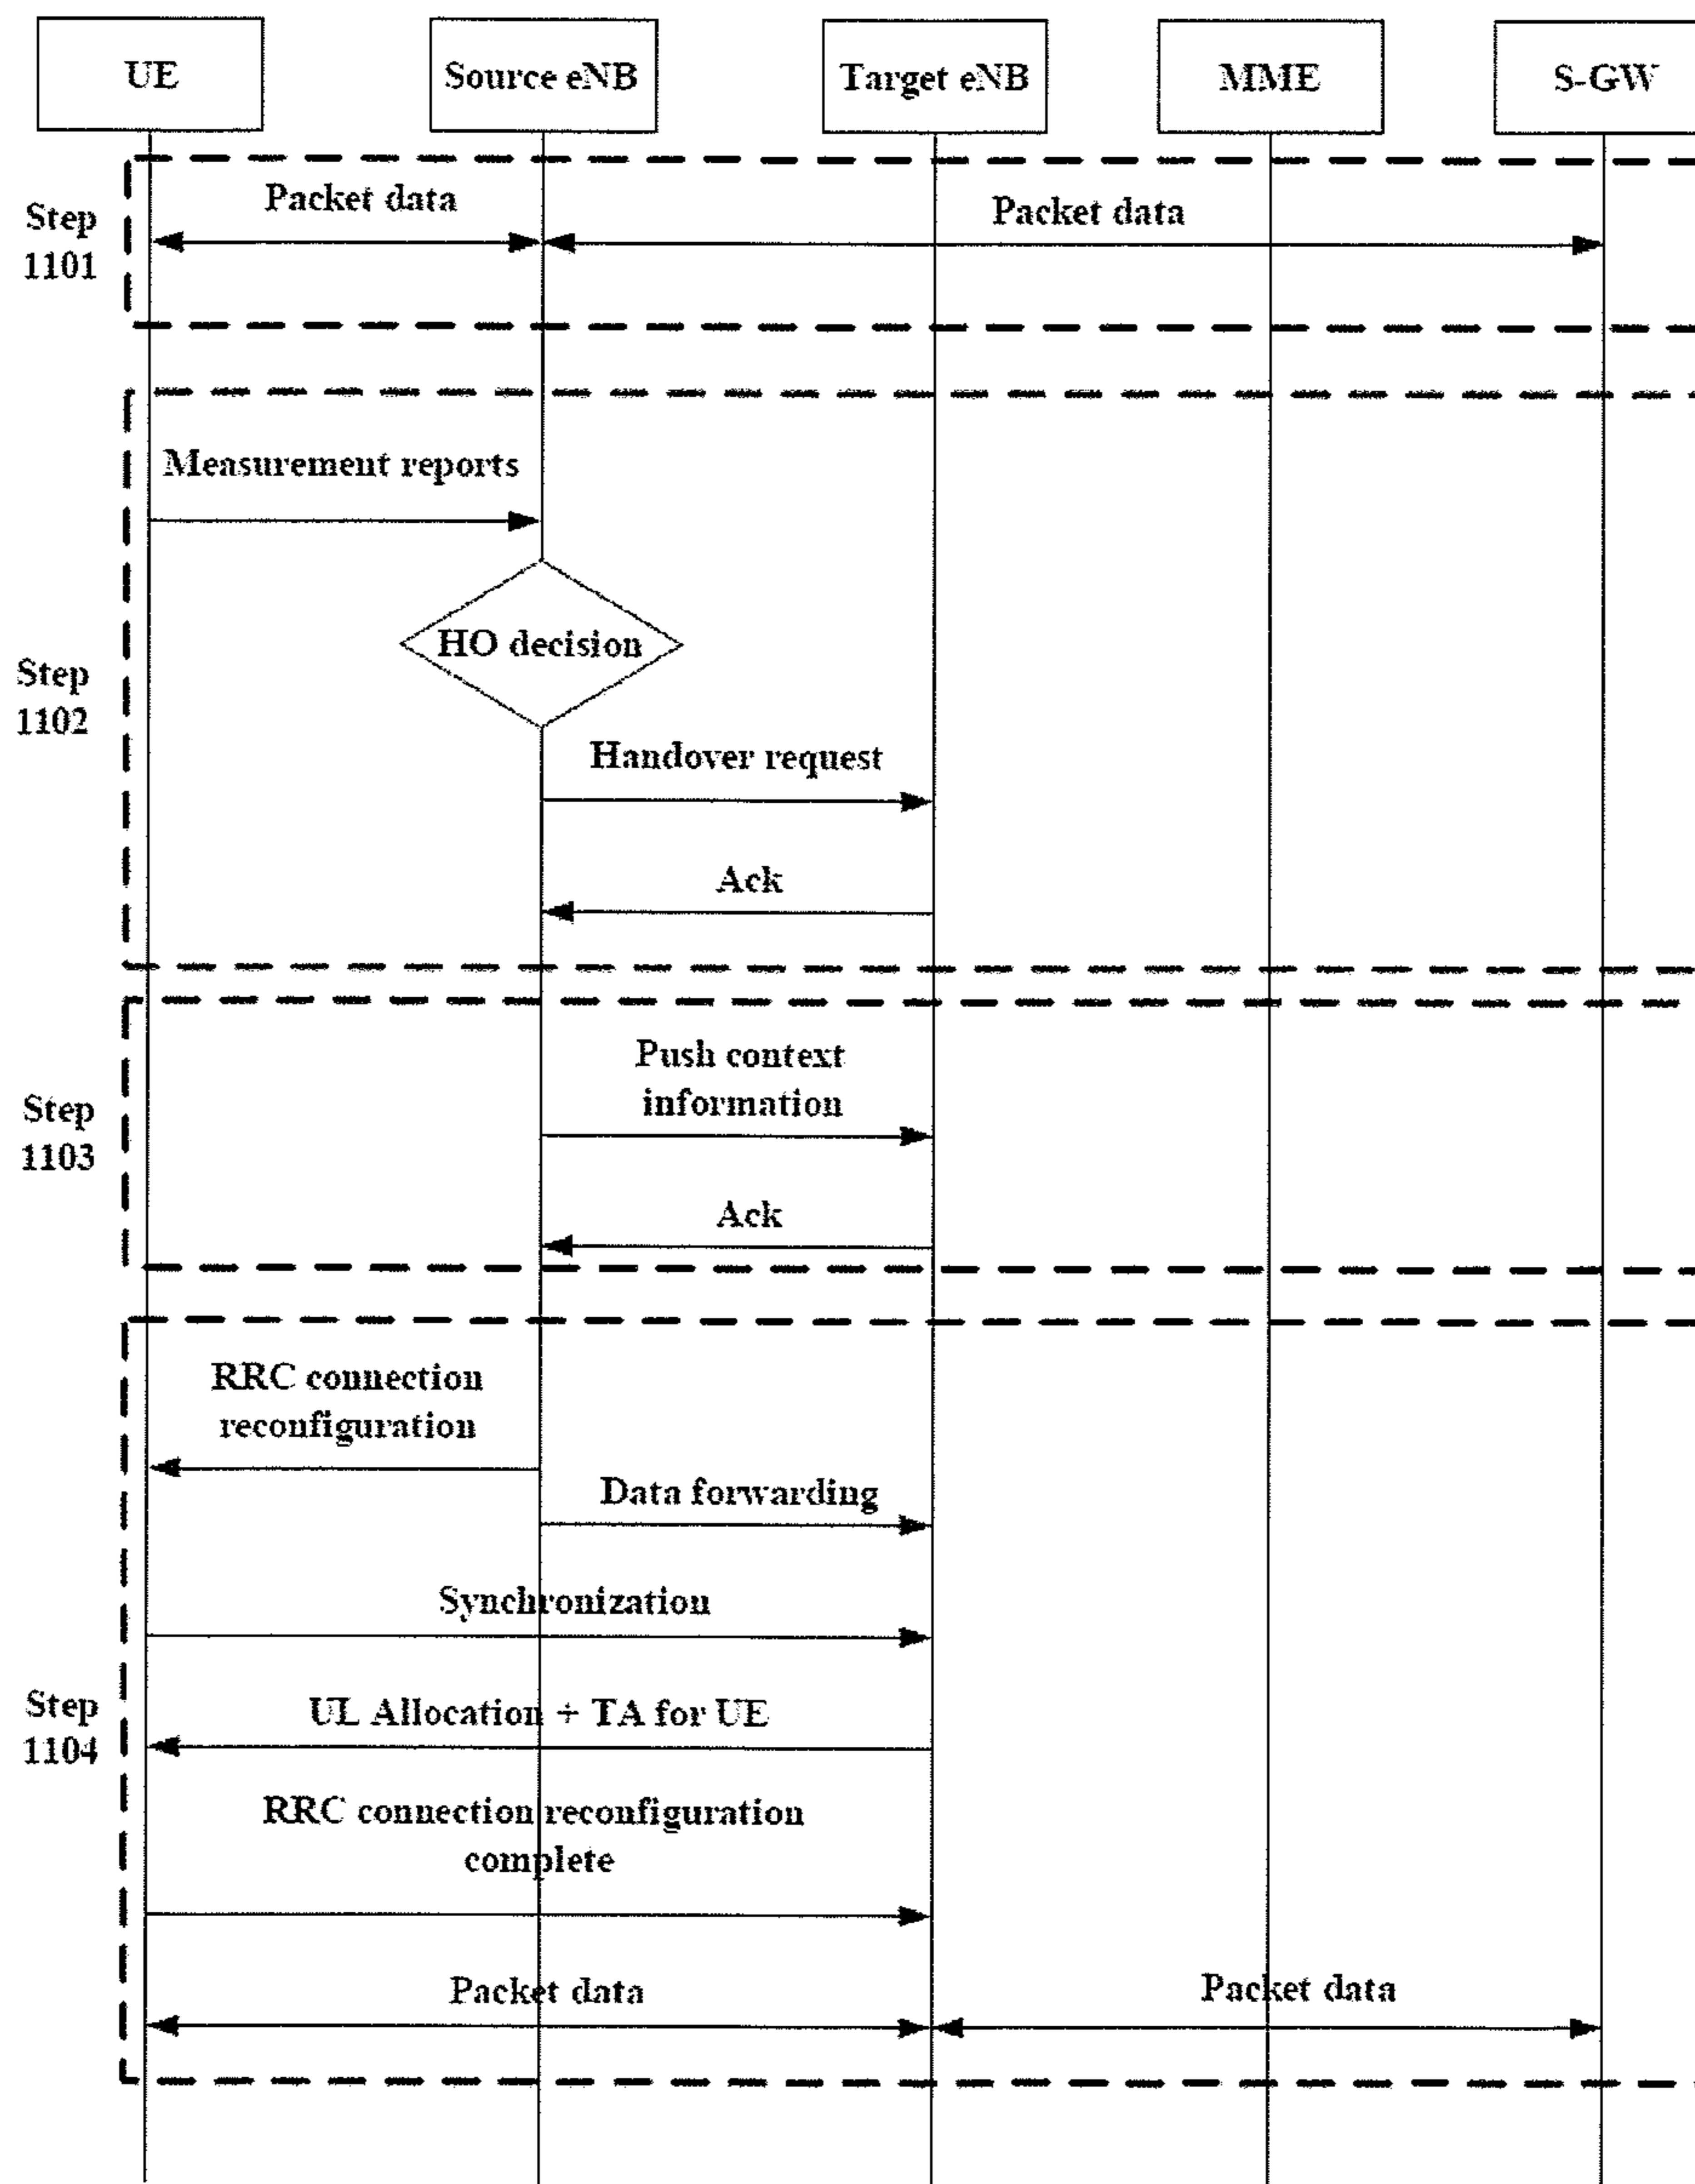 UE
Source eNB
Target eNB
MME
S-GW
Packet data
Packet data
Step
1101
Measurement reports
HO decision
Step
1102
Handover request
Ack
Push context
information
Step
1103
Ack
RRC connection
reconfiguration
Data forwarding
Synchronization
Step
1104
UL Allocation + TA for UE
RRC connection reconfiguration
complete
Packet data
Packet data